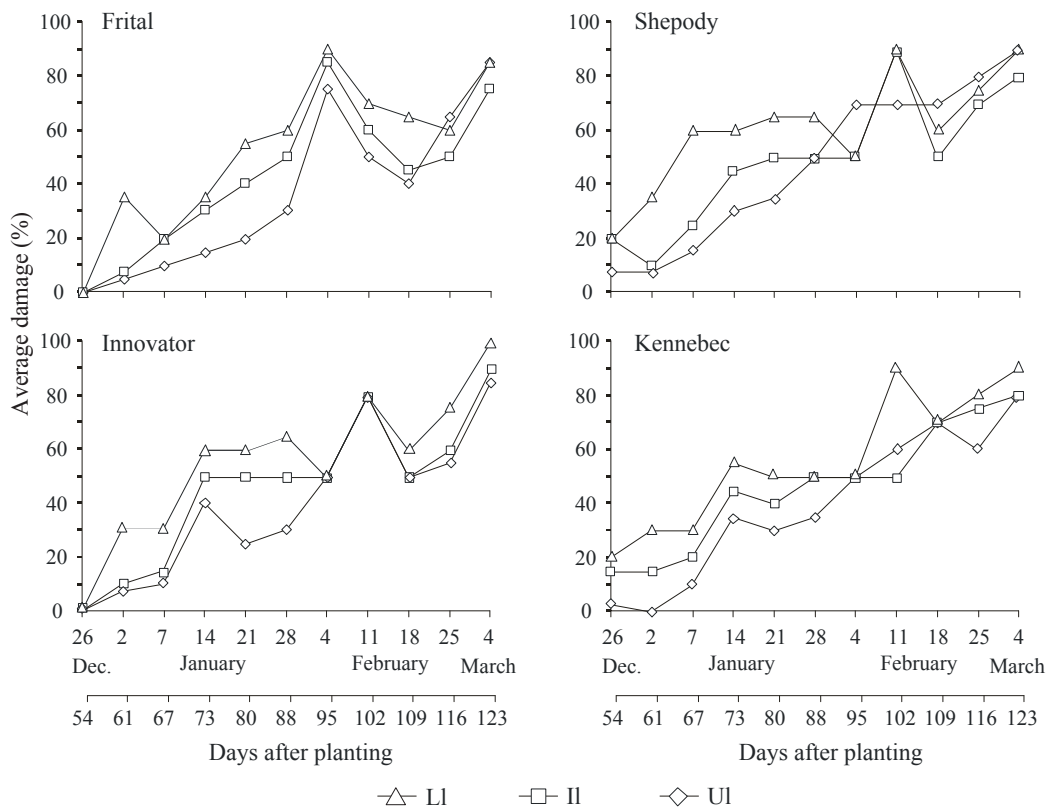 Frital
Shepody
100
80
60
40
20
0
100
80
60
40
20
0
Average damage (%)
Innovator
Kennebec
100
80
60
40
20
0
100
80
60
40
20
0
26 2 7 14 21 28 4 11 18 25 4
Dec. January February March
26 2 7 14 21 28 4 11 18 25 4
Dec. January February March
54 61 67 73 80 88 95 102 109 116 123
Days after planting
54 61 67 73 80 88 95 102 109 116 123
Days after planting
Ll Il Ul